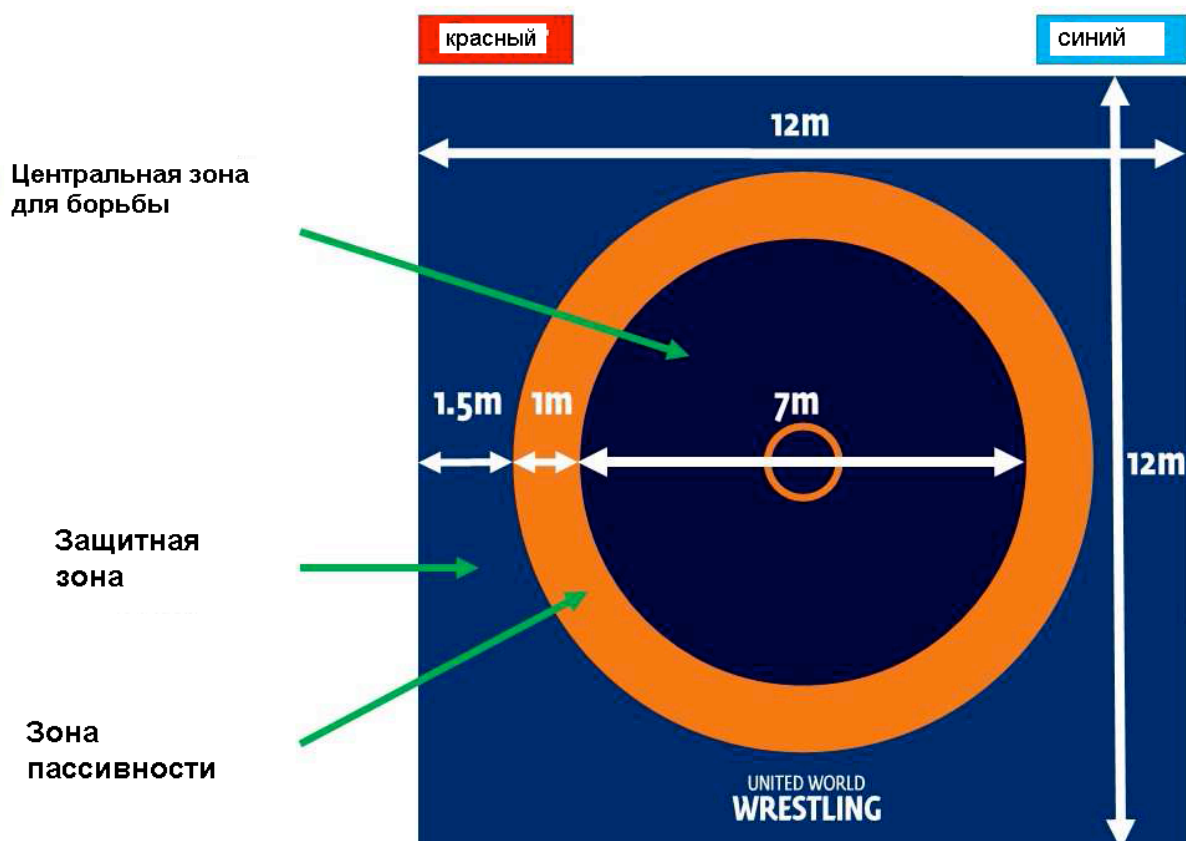 красный
синий
12m
Центральная зона
для борьбы
1.5m
1m
7m
12m
Защитная
зона
Зона
пассивности
UNITED WORLD
WRESTLING